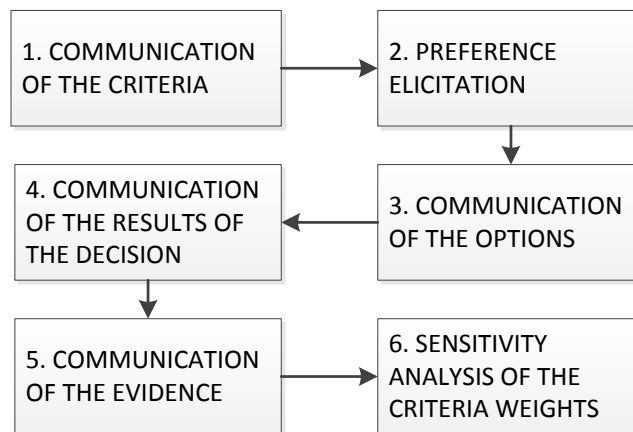 1. COMMUNICATION
OF THE CRITERIA
2. PREFERENCE
ELICITATION
3. COMMUNICATION
OF THE OPTIONS
4. COMMUNICATION
OF THE RESULTS OF
THE DECISION
5. COMMUNICATION
OF THE EVIDENCE
6. SENSITIVITY
ANALYSIS OF THE
CRITERIA WEIGHTS